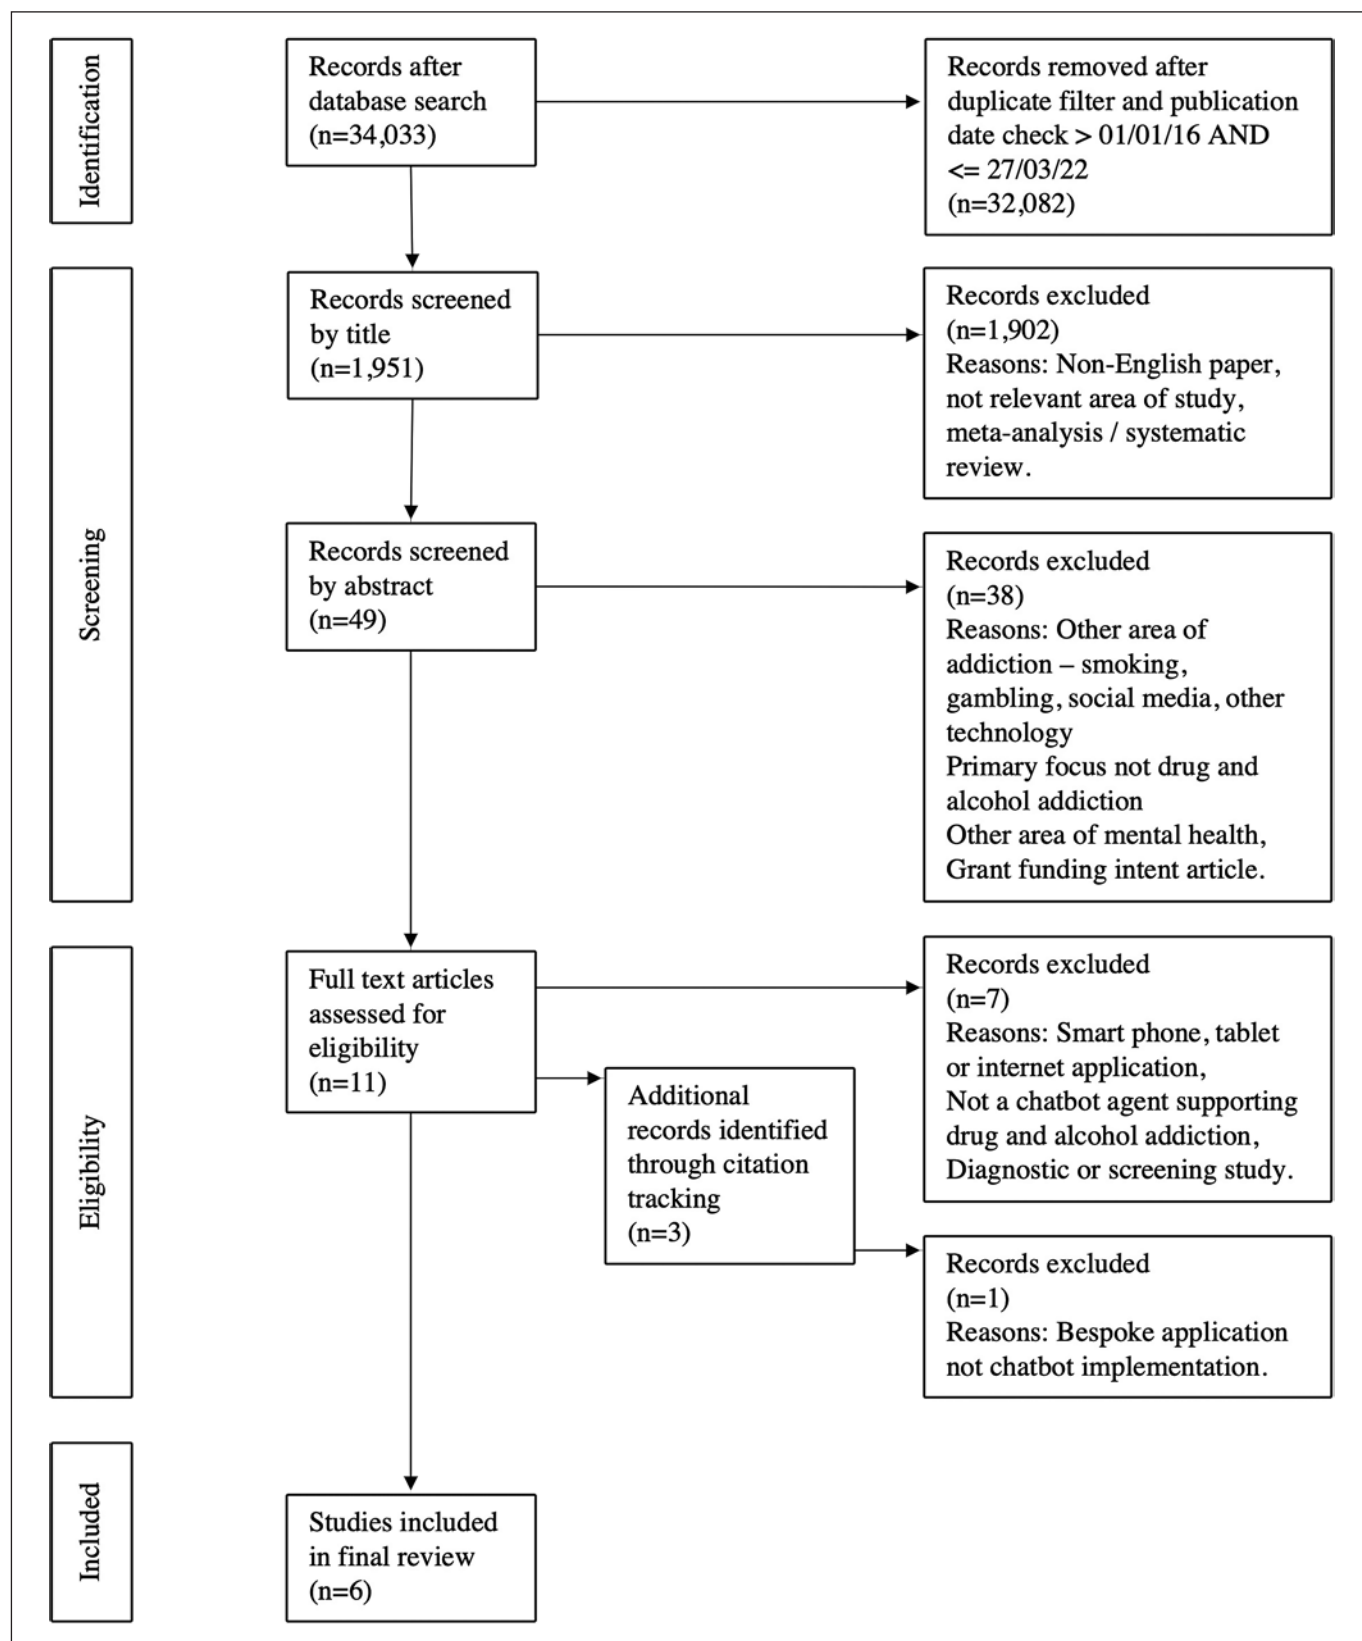 Identification
Records after
database search
(n=34,033)
Records removed after
duplicate filter and publication
date check > 01/01/16 AND
<= 27/03/22
(n=32,082)
Screening
Records screened
by title
(n=1,951)
Records excluded
(n=1,902)
Reasons: Non-English paper,
not relevant area of study,
meta-analysis / systematic
review.
Records screened
by abstract
(n=49)
Records excluded
(n=38)
Reasons: Other area of
addiction – smoking,
gambling, social media, other
technology
Primary focus not drug and
alcohol addiction
Other area of mental health,
Grant funding intent article.
Eligibility
Full text articles
assessed for
eligibility
(n=11)
Records excluded
(n=7)
Reasons: Smart phone, tablet
or internet application,
Not a chatbot agent supporting
drug and alcohol addiction,
Diagnostic or screening study.
Additional
records identified
through citation
tracking
(n=3)
Records excluded
(n=1)
Reasons: Bespoke application
not chatbot implementation.
Included
Studies included
in final review
(n=6)